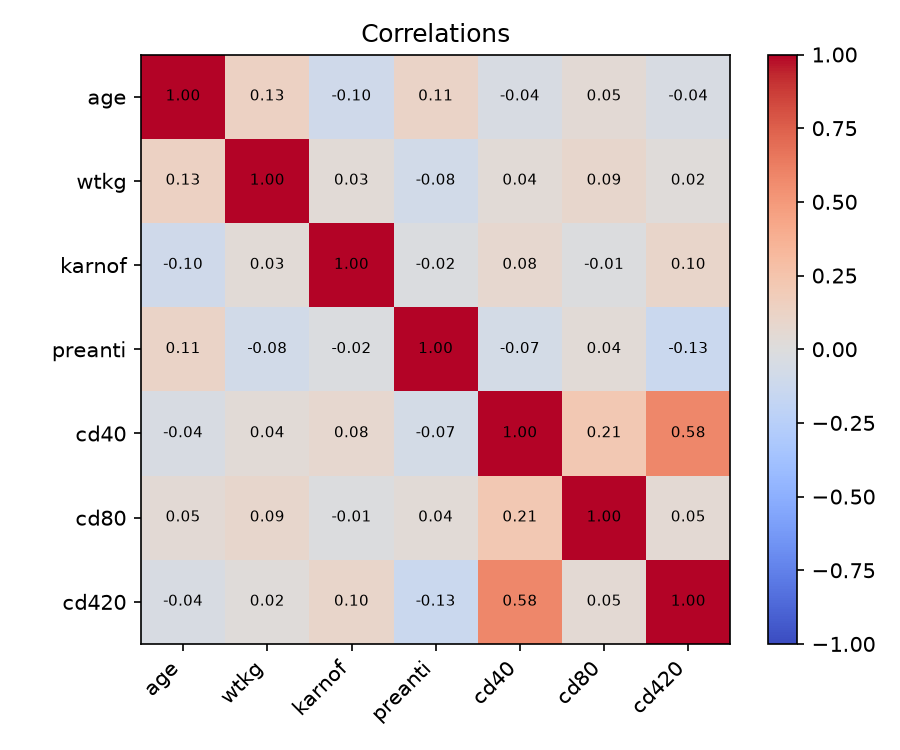 Correlations
age 1.00 0.13 -0.10 0.11 -0.04 0.05 -0.04
wtkg 0.13 1.00 0.03 -0.08 0.04 0.09 0.02
karnof -0.10 0.03 1.00 -0.02 0.08 -0.01 0.10
preanti 0.11 -0.08 -0.02 1.00 -0.07 0.04 -0.13
cd40 -0.04 0.04 0.08 -0.07 1.00 0.21 0.58
cd80 0.05 0.09 -0.01 0.04 0.21 1.00 0.05
cd420 -0.04 0.02 0.10 -0.13 0.58 0.05 1.00
age wtkg karnof preanti cd40 cd80 cd420
1.00
0.75
0.50
0.25
0.00
−0.25
−0.50
−0.75
−1.00